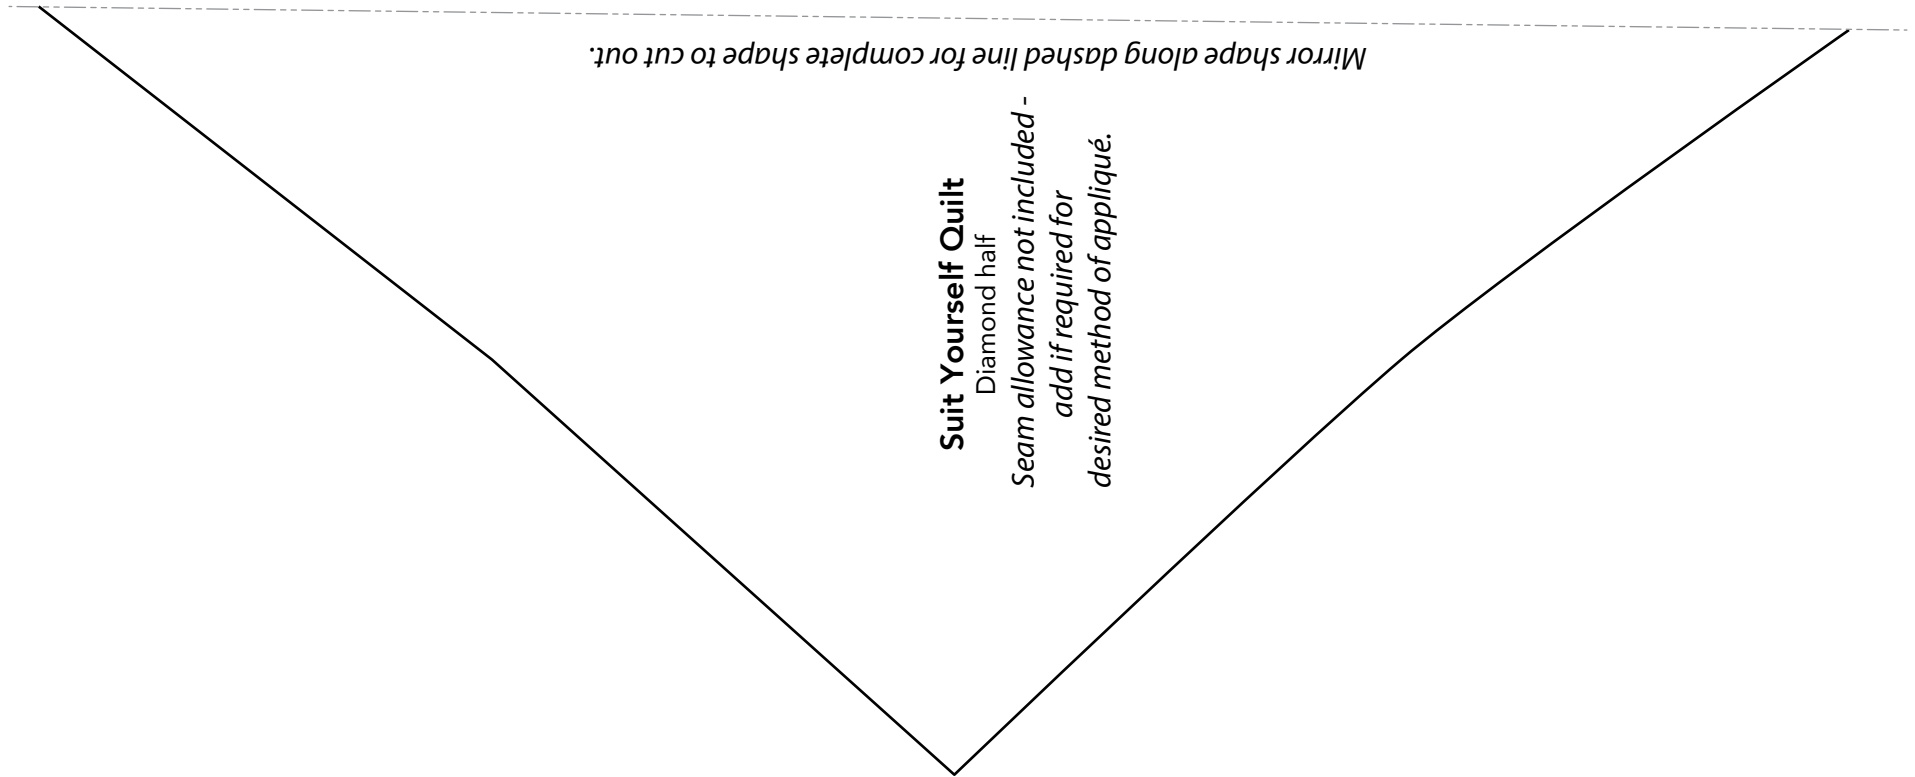 Mirror shape along dashed line for complete shape to cut out.
Suit Yourself Quilt
Diamond half
Seam allowance not included -
add if required for
desired method of appliqué.